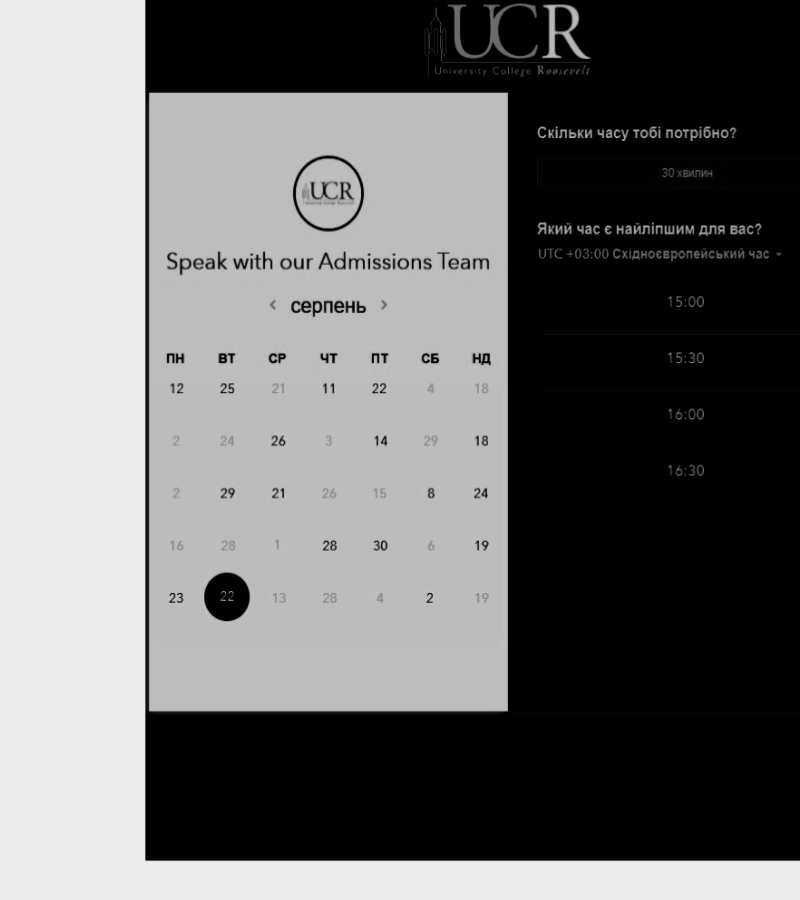 UCR
University College Roosevelt
UCR
Speak with our Admissions Team
серпень
ПН ВТ СР ЧТ ПТ СБ НД
12 25 21 11 22 4 18
2 24 26 3 14 29 18
2 29 21 26 15 8 24
16 28 1 28 30 6 19
23 22 13 28 4 2 19
Скільки часу тобі потрібно?
30 хвилин
Який час є найліпшим для вас?
UTC +03:00 Східноєвропейський час
15:00
15:30
16:00
16:30